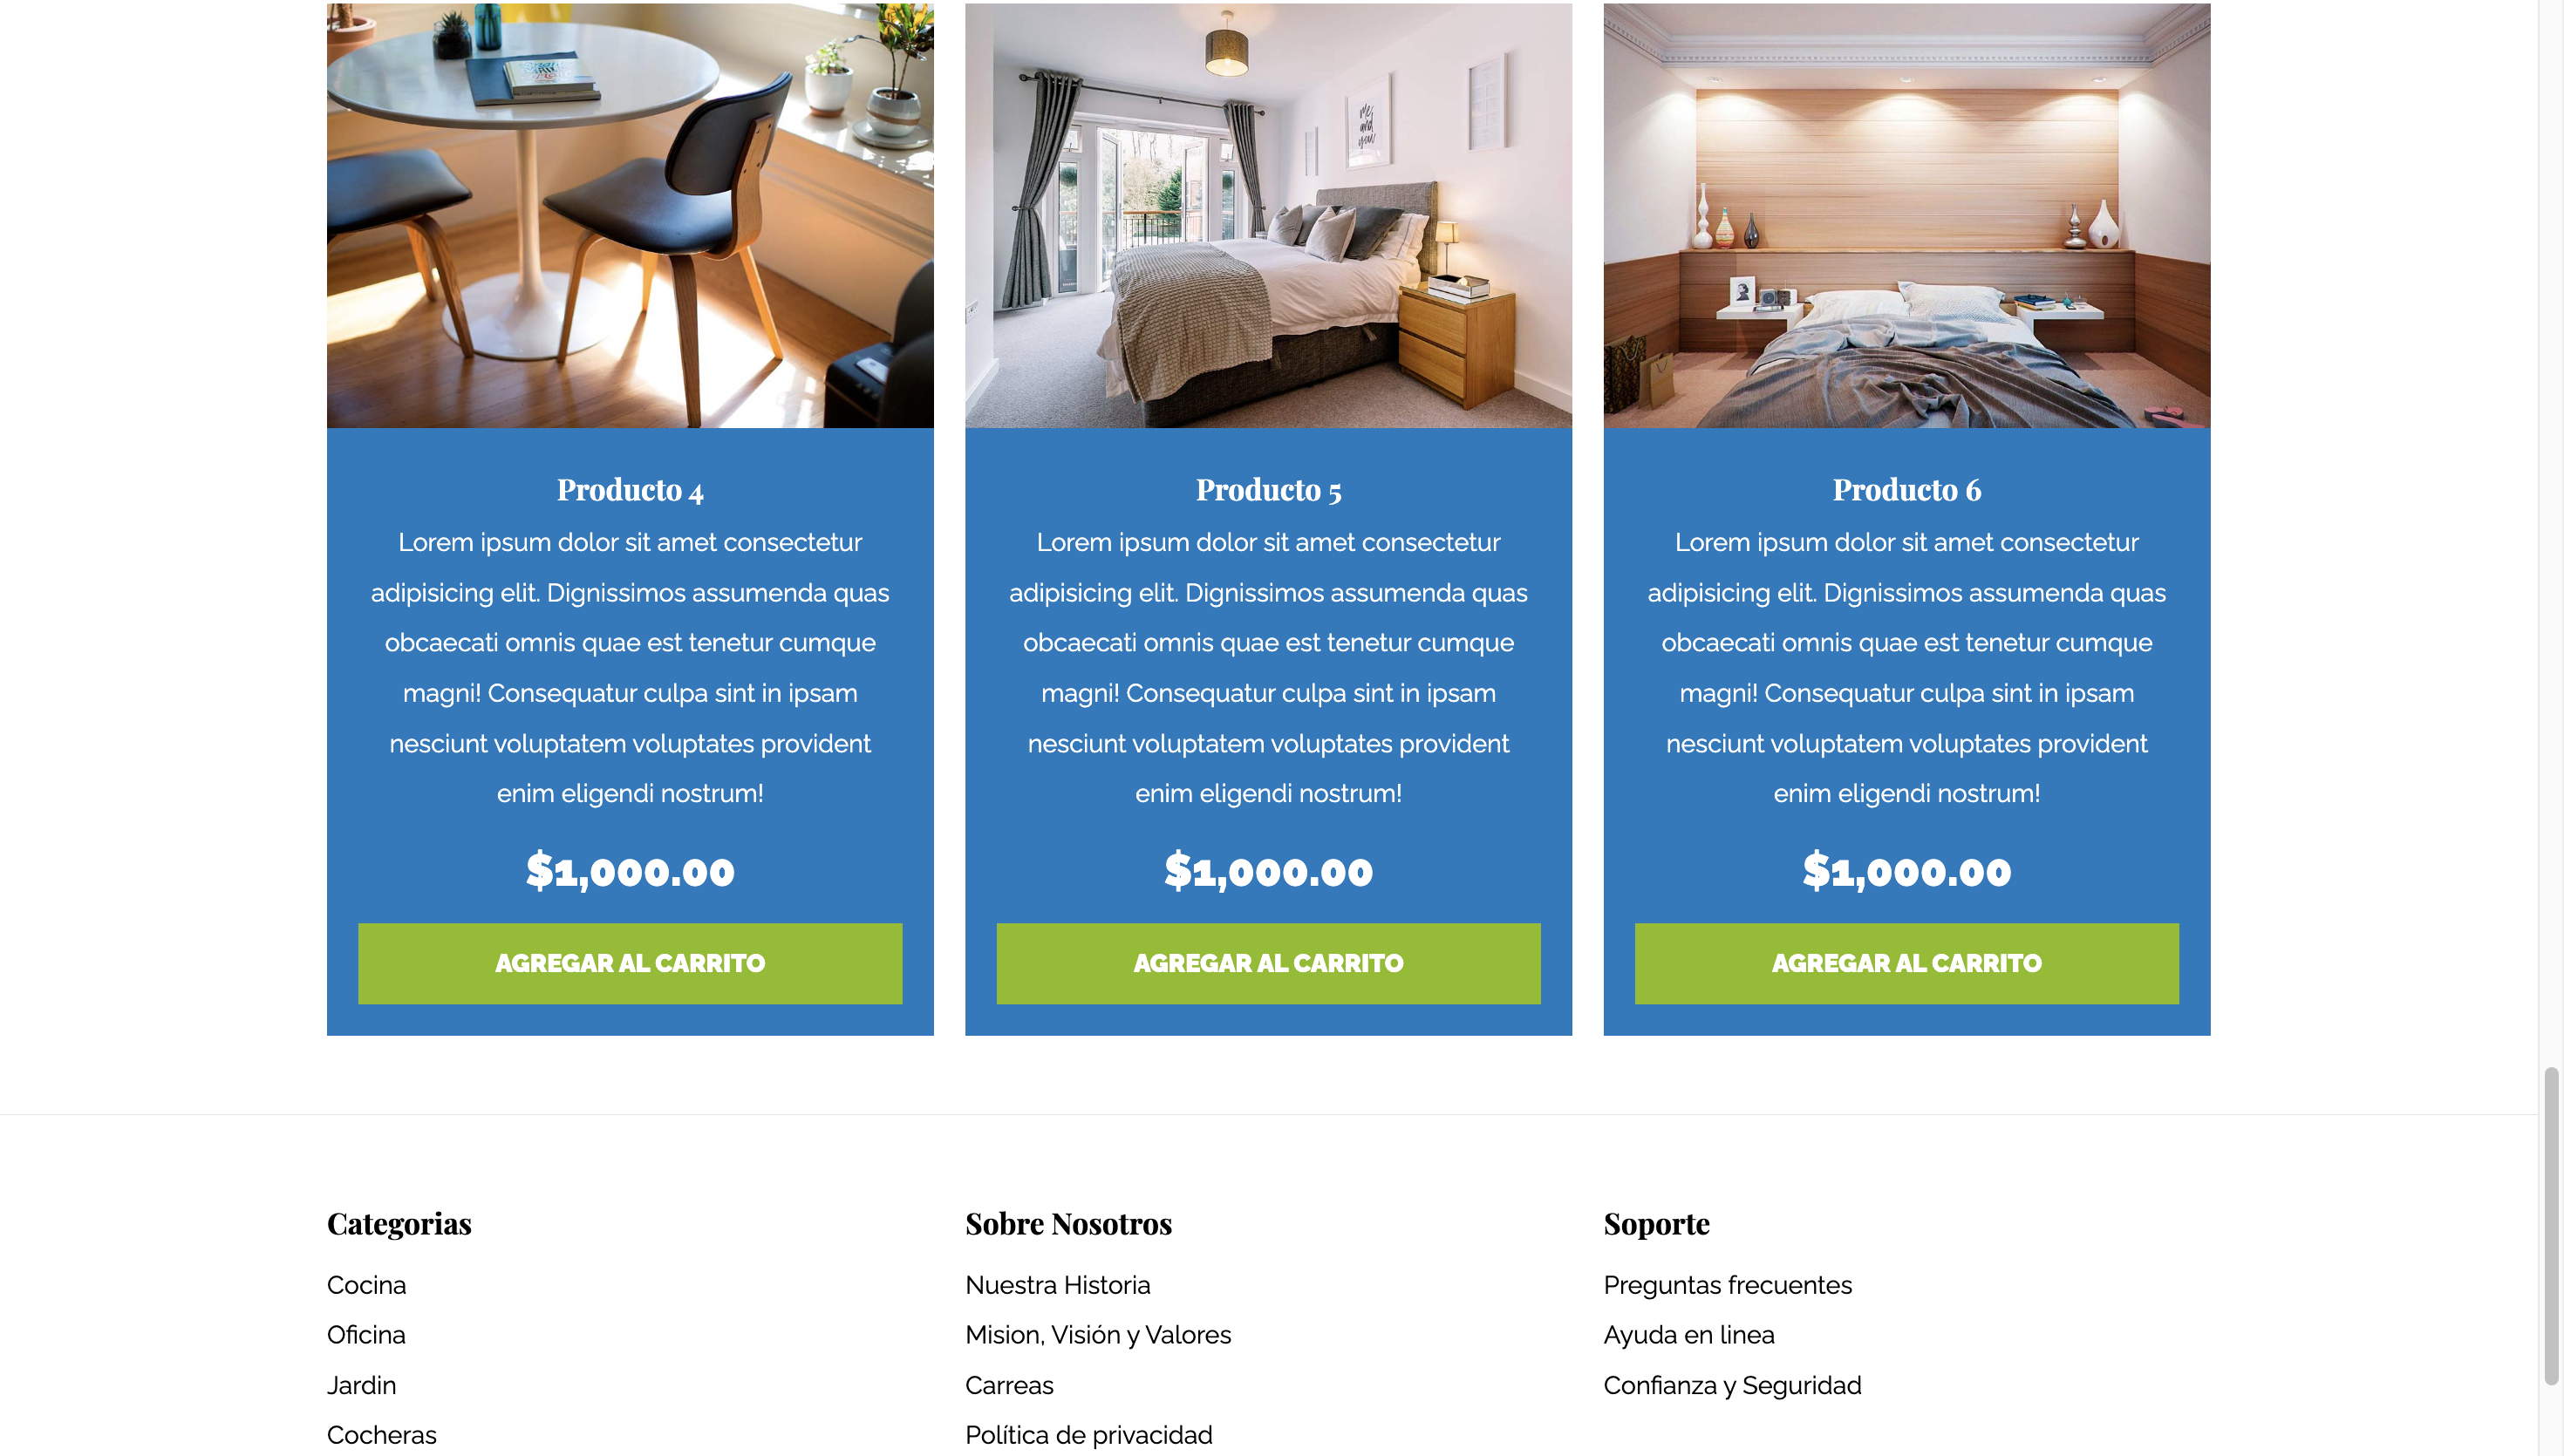 me
and
you
Producto 4
Lorem ipsum dolor sit amet consectetur
adipisicing elit. Dignissimos assumenda quas
obcaecati omnis quae est tenetur cumque
magni! Consequatur culpa sint in ipsam
nesciunt voluptatem voluptates provident
enim eligendi nostrum!
$1,000.00
AGREGAR AL CARRITO
Producto 5
Lorem ipsum dolor sit amet consectetur
adipisicing elit. Dignissimos assumenda quas
obcaecati omnis quae est tenetur cumque
magni! Consequatur culpa sint in ipsam
nesciunt voluptatem voluptates provident
enim eligendi nostrum!
$1,000.00
AGREGAR AL CARRITO
Producto 6
Lorem ipsum dolor sit amet consectetur
adipisicing elit. Dignissimos assumenda quas
obcaecati omnis quae est tenetur cumque
magni! Consequatur culpa sint in ipsam
nesciunt voluptatem voluptates provident
enim eligendi nostrum!
$1,000.00
AGREGAR AL CARRITO
Categorias
Cocina
Oficina
Jardin
Cocheras
Sobre Nosotros
Nuestra Historia
Mision, Visión y Valores
Carreas
Política de privacidad
Soporte
Preguntas frecuentes
Ayuda en linea
Confianza y Seguridad